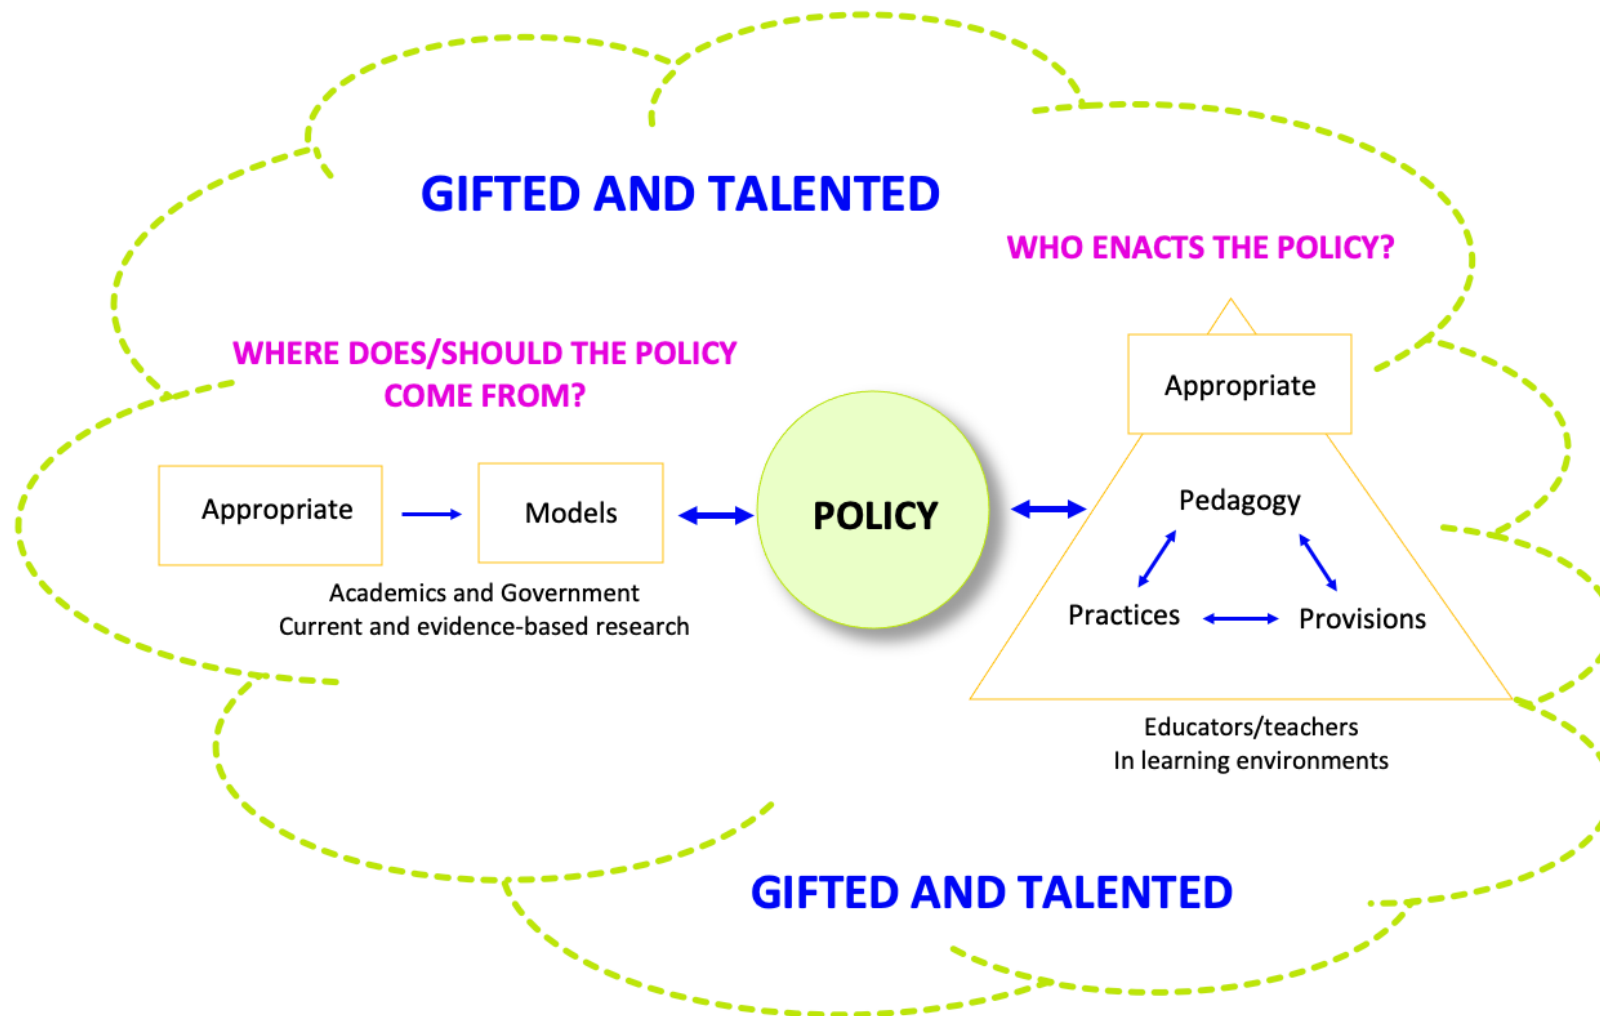 GIFTED AND TALENTED
WHO ENACTS THE POLICY?
WHERE DOES/SHOULD THE POLICY
COME FROM?
Appropriate
Models
Academics and Government
Current and evidence-based research
POLICY
Appropriate
Pedagogy
Practices
Provisions
Educators/teachers
In learning environments
GIFTED AND TALENTED